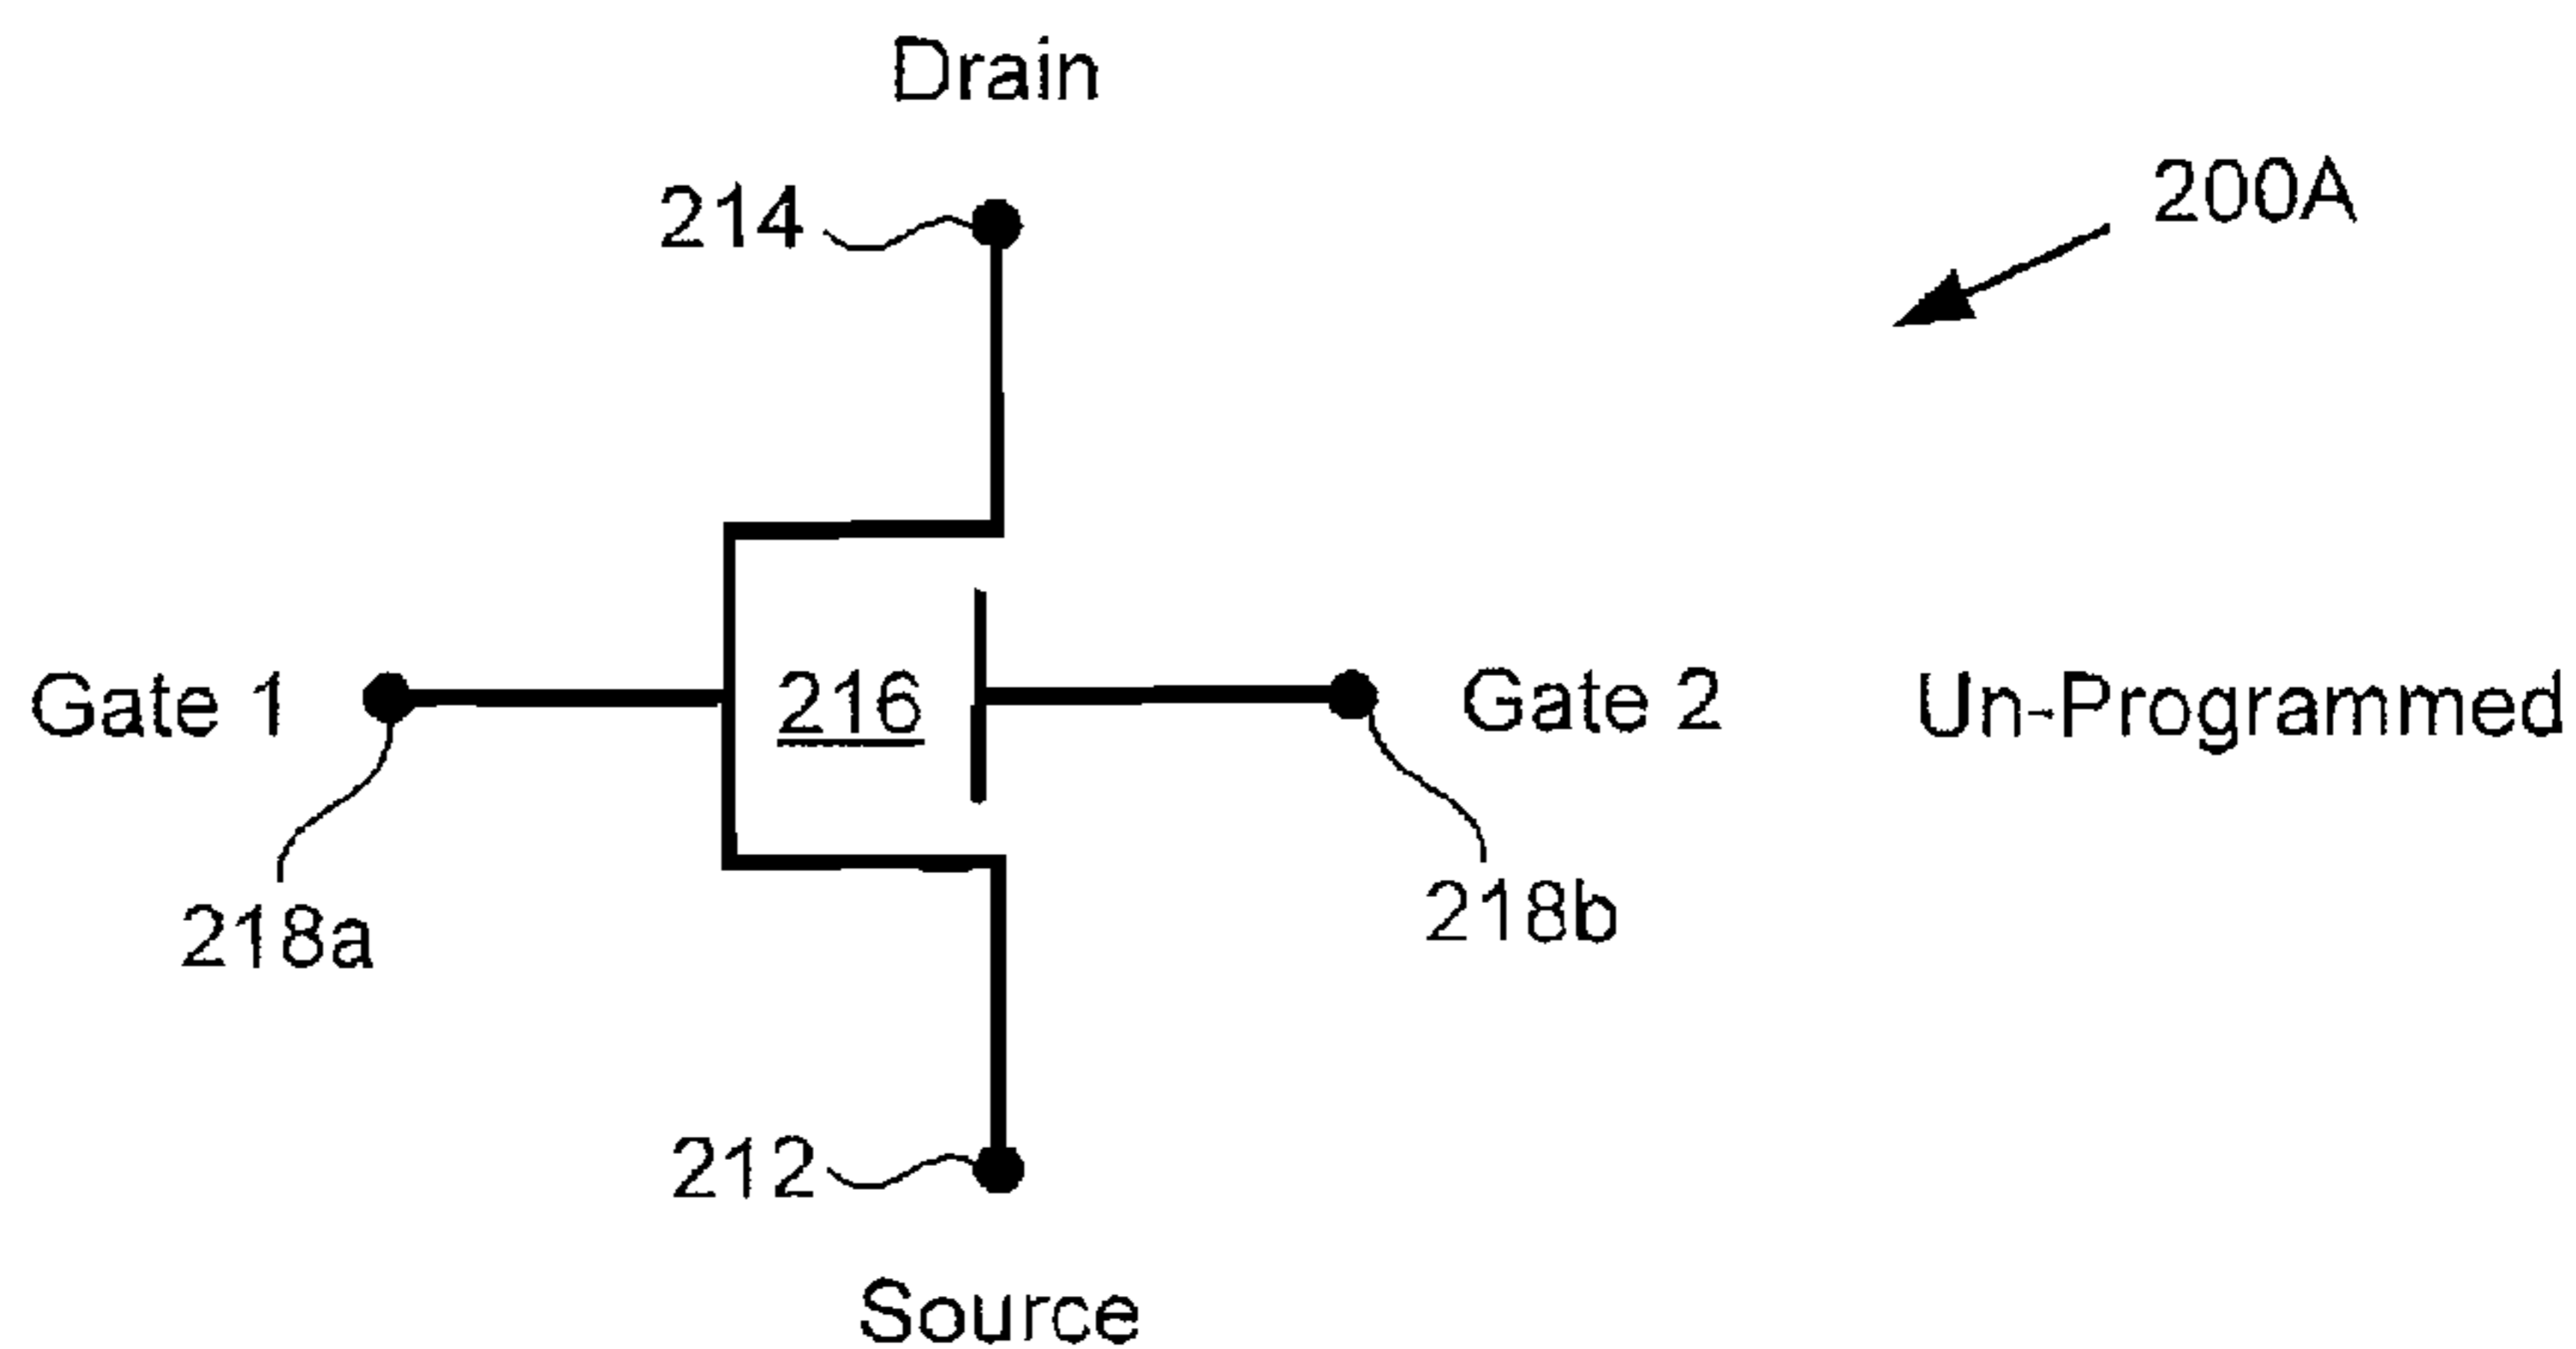 Drain
214
200A
Gate 1
216
Gate 2
Un-Programmed
218a
218b
212
Source